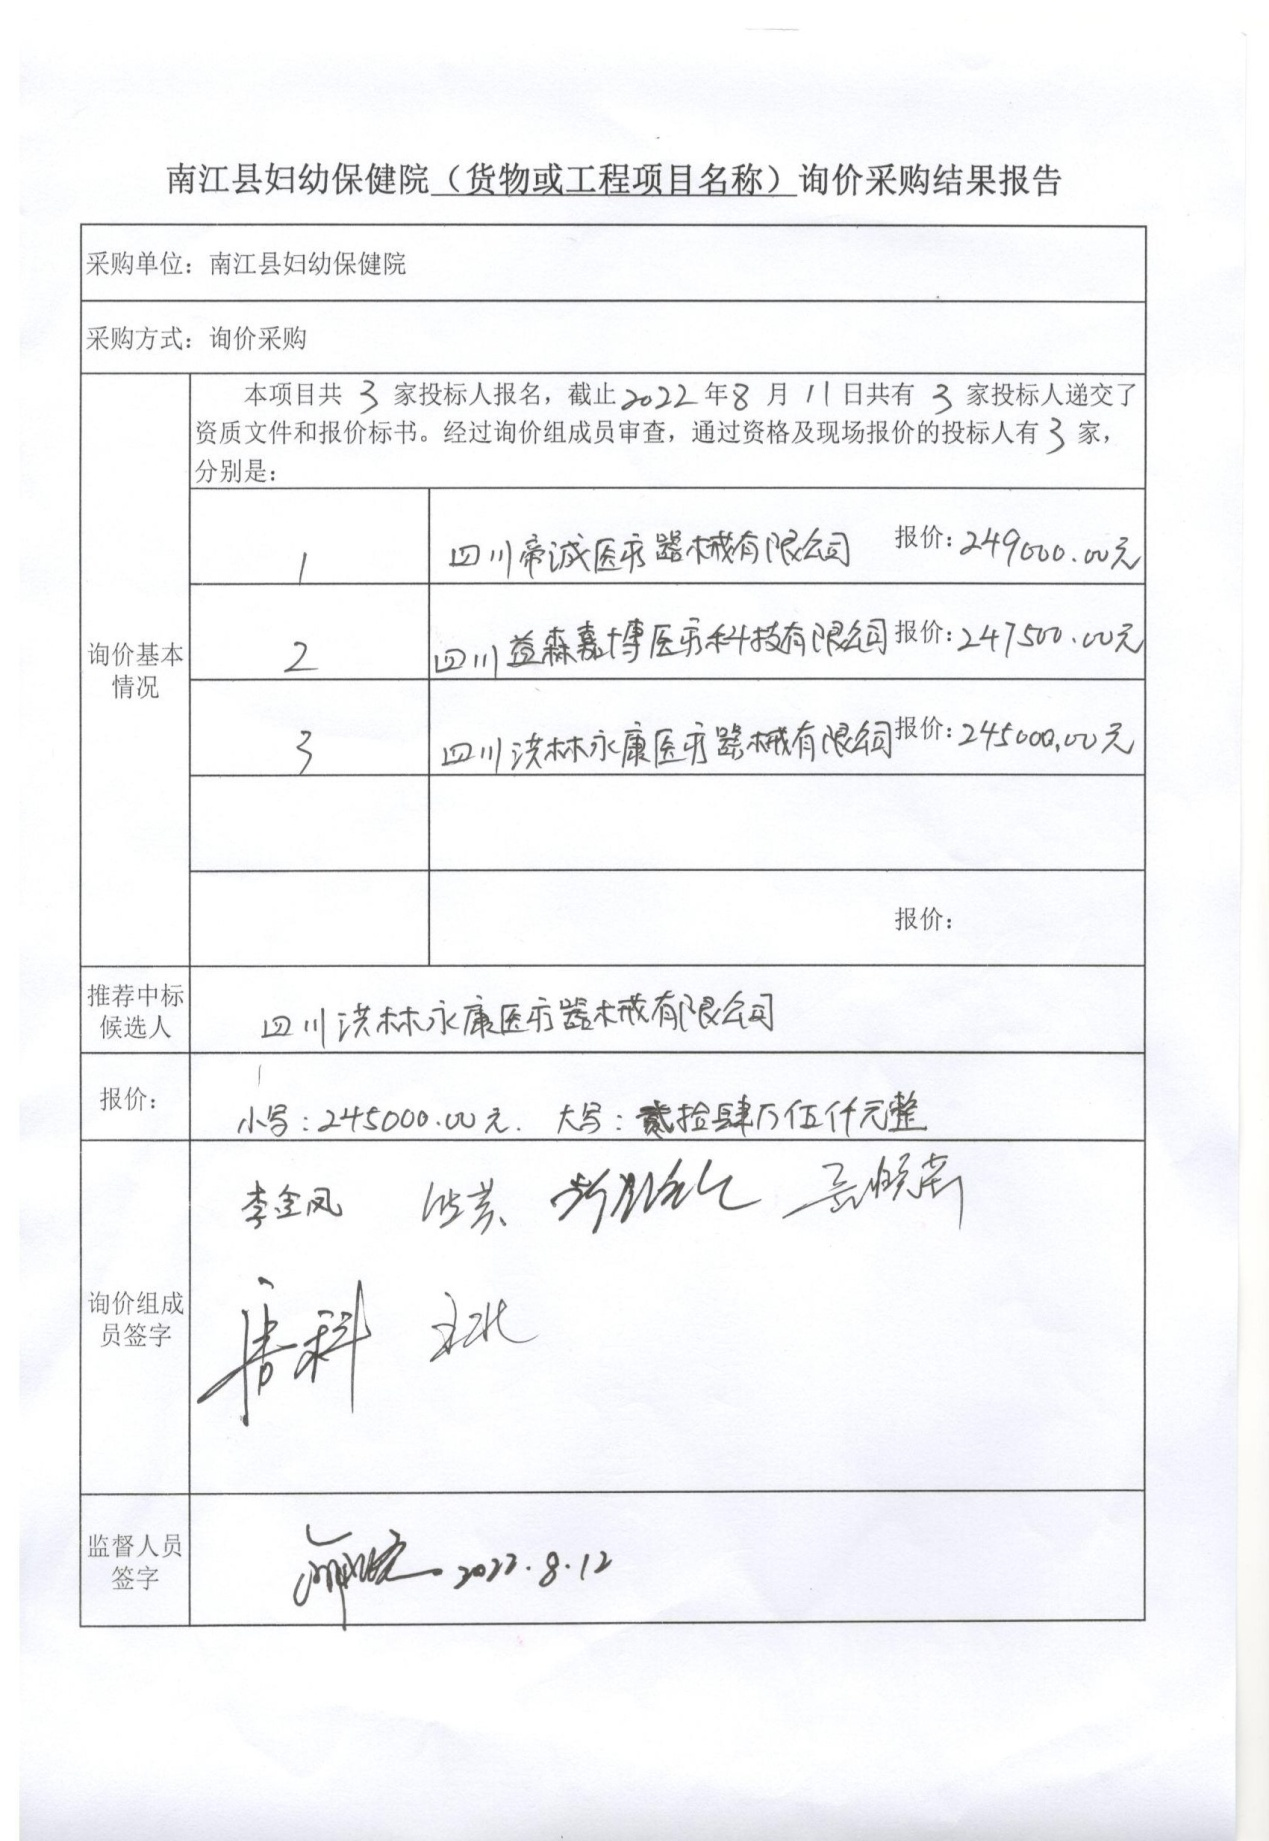 南江县妇幼保健院（货物或工程项目名称）询价采购结果报告
采购单位：南江县妇幼保健院
采购方式：询价采购
本项目共 3 家投标人报名，截止2022年8月11日共有 3 家投标人递交了
资质文件和报价标书。经过询价组成员审查，通过资格及现场报价的投标人有3家，
分别是：
询价基本
情况
1 四川帝诚医疗器械有限公司 报价：249000.00元
2 四川益森嘉博医疗科技有限公司 报价：247500.00元
3 四川洪林永康医疗器械有限公司 报价：245000.00元
报价：
推荐中标
候选人
四川洪林永康医疗器械有限公司
报价：
小写：245000.00元. 大写：贰拾肆万伍仟元整
询价组成
员签字
李金凤
监督人员
签字
2022.8.12